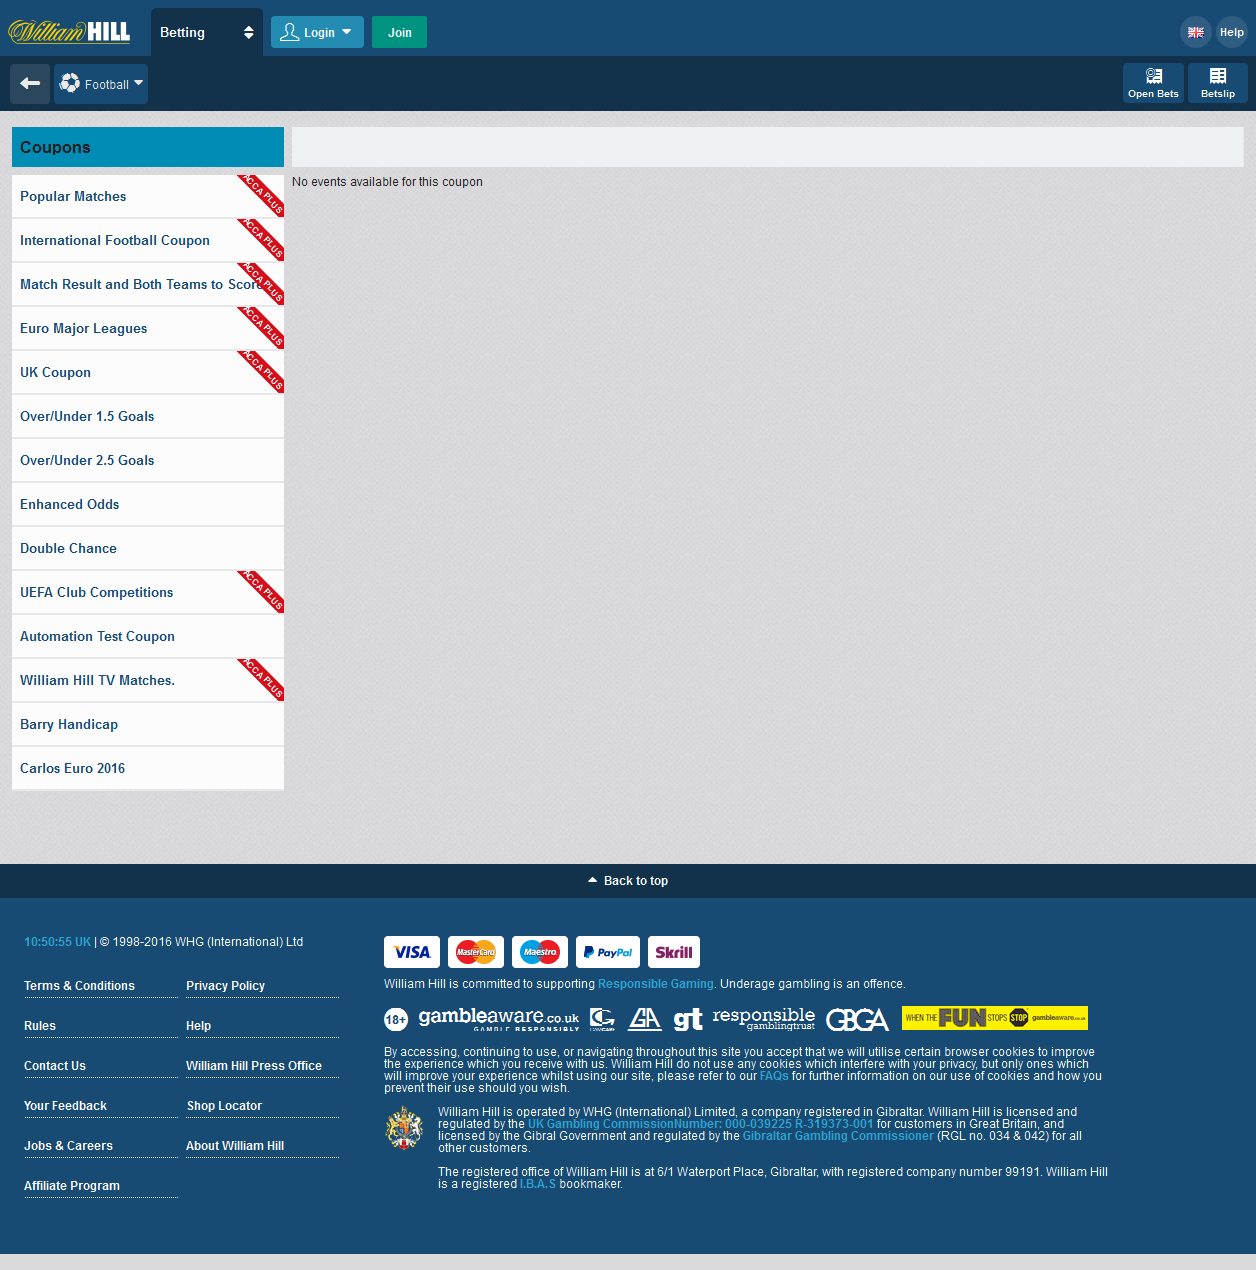 William HILL
Betting
Login
Join
Help
Football
Open Bets
Betslip
Coupons
Popular Matches
ACCA PLUS
International Football Coupon
ACCA PLUS
Match Result and Both Teams to Score
ACCA PLUS
Euro Major Leagues
ACCA PLUS
UK Coupon
ACCA PLUS
Over/Under 1.5 Goals
Over/Under 2.5 Goals
Enhanced Odds
Double Chance
UEFA Club Competitions
ACCA PLUS
Automation Test Coupon
William Hill TV Matches.
ACCA PLUS
Barry Handicap
Carlos Euro 2016
No events available for this coupon
Back to top
10:50:55 UK | © 1998-2016 WHG (International) Ltd
Terms & Conditions
Privacy Policy
Rules
Help
Contact Us
William Hill Press Office
Your Feedback
Shop Locator
Jobs & Careers
About William Hill
Affiliate Program
VISA
MasterCard
Maestro
PayPal
Skrill
William Hill is committed to supporting Responsible Gaming. Underage gambling is an offence.
18+
gambleaware.co.uk
GAMBLE RESPONSIBLY
GAMCARE
GA
gt
responsible
gamblingtrust
GBGA
WHEN THE FUN STOPS STOP gambleaware.co.uk
By accessing, continuing to use, or navigating throughout this site you accept that we will utilise certain browser cookies to improve
the experience which you receive with us. William Hill do not use any cookies which interfere with your privacy, but only ones which
will improve your experience whilst using our site, please refer to our FAQs for further information on our use of cookies and how you
prevent their use should you wish.
William Hill is operated by WHG (International) Limited, a company registered in Gibraltar. William Hill is licensed and
regulated by the UK Gambling CommissionNumber: 000-039225 R-319373-001 for customers in Great Britain, and
licensed by the Gibral Government and regulated by the Gibraltar Gambling Commissioner (RGL no. 034 & 042) for all
other customers.
The registered office of William Hill is at 6/1 Waterport Place, Gibraltar, with registered company number 99191. William Hill
is a registered I.B.A.S bookmaker.